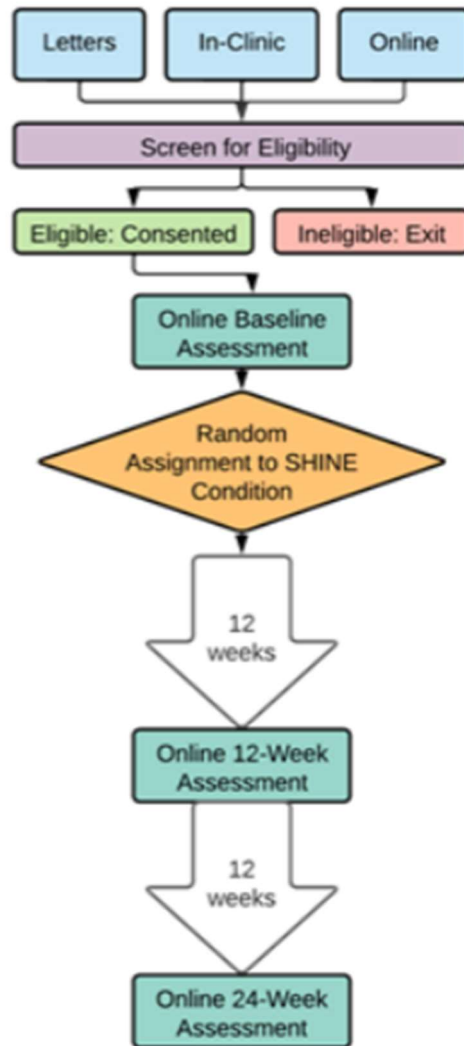 Letters
In-Clinic
Online
Screen for Eligibility
Eligible: Consented
Ineligible: Exit
Online Baseline
Assessment
Random
Assignment to SHINE
Condition
12
weeks
Online 12-Week
Assessment
12
weeks
Online 24-Week
Assessment